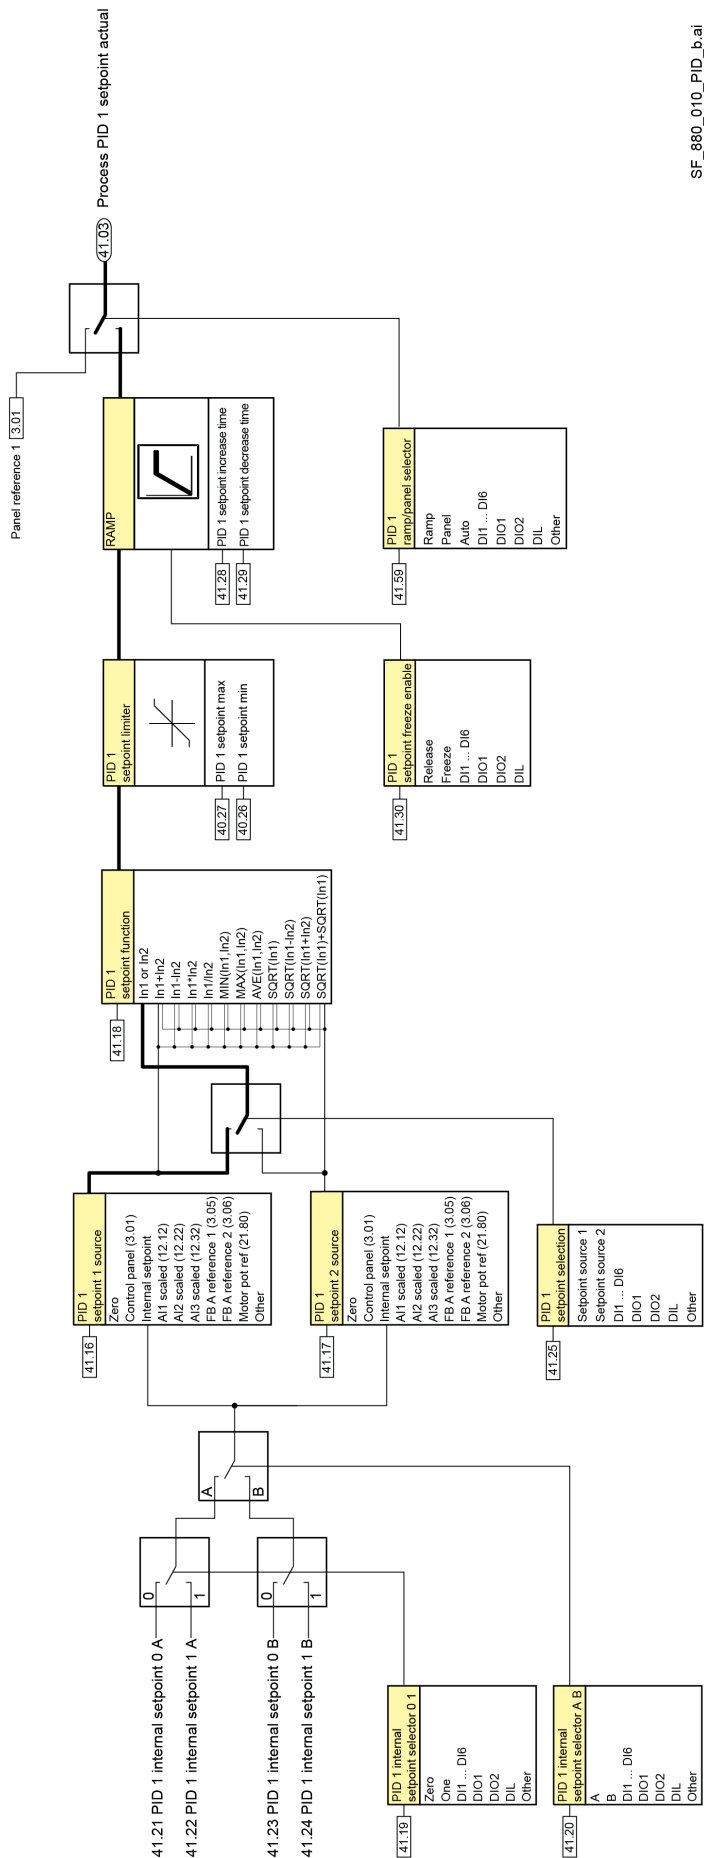 41.21 PID 1 internal setpoint 0 A
41.22 PID 1 internal setpoint 1 A
41.23 PID 1 internal setpoint 0 B
41.24 PID 1 internal setpoint 1 B
0
1
0
1
A
B
41.19
PID 1 internal
setpoint selector 0 1
Zero
One
DI1 ... DI6
DIO1
DIO2
DIL
Other
41.20
PID 1 internal
setpoint selector A B
A
B
DI1 ... DI6
DIO1
DIO2
DIL
Other
41.16
PID 1
setpoint 1 source
Zero
Control panel (3.01)
Internal setpoint
AI1 scaled (12.12)
AI2 scaled (12.22)
AI3 scaled (12.32)
FB A reference 1 (3.05)
FB A reference 2 (3.06)
Motor pot ref (21.80)
Other
41.17
PID 1
setpoint 2 source
Zero
Control panel (3.01)
Internal setpoint
AI1 scaled (12.12)
AI2 scaled (12.22)
AI3 scaled (12.32)
FB A reference 1 (3.05)
FB A reference 2 (3.06)
Motor pot ref (21.80)
Other
41.25
PID 1
setpoint selection
Setpoint source 1
Setpoint source 2
DI1 ... DI6
DIO1
DIO2
DIL
Other
41.18
PID 1
setpoint function
In1 or In2
In1+In2
In1-In2
In1*In2
In1/In2
MIN(In1,In2)
MAX(In1,In2)
AVE(In1,In2)
SQRT(In1)
SQRT(In1-In2)
SQRT(In1+In2)
SQRT(In1)+SQRT(In1)
PID 1
setpoint limiter
40.27
PID 1 setpoint max
40.26
PID 1 setpoint min
41.30
PID 1
setpoint freeze enable
Release
Freeze
DI1 ... DI6
DIO1
DIO2
DIL
RAMP
41.28
PID 1 setpoint increase time
41.29
PID 1 setpoint decrease time
41.59
PID 1
ramp/panel selector
Ramp
Panel
Auto
DI1 ... DI6
DIO1
DIO2
DIL
Other
Panel reference 1
3.01
41.03
Process PID 1 setpoint actual
SF_880_010_PID_b.ai